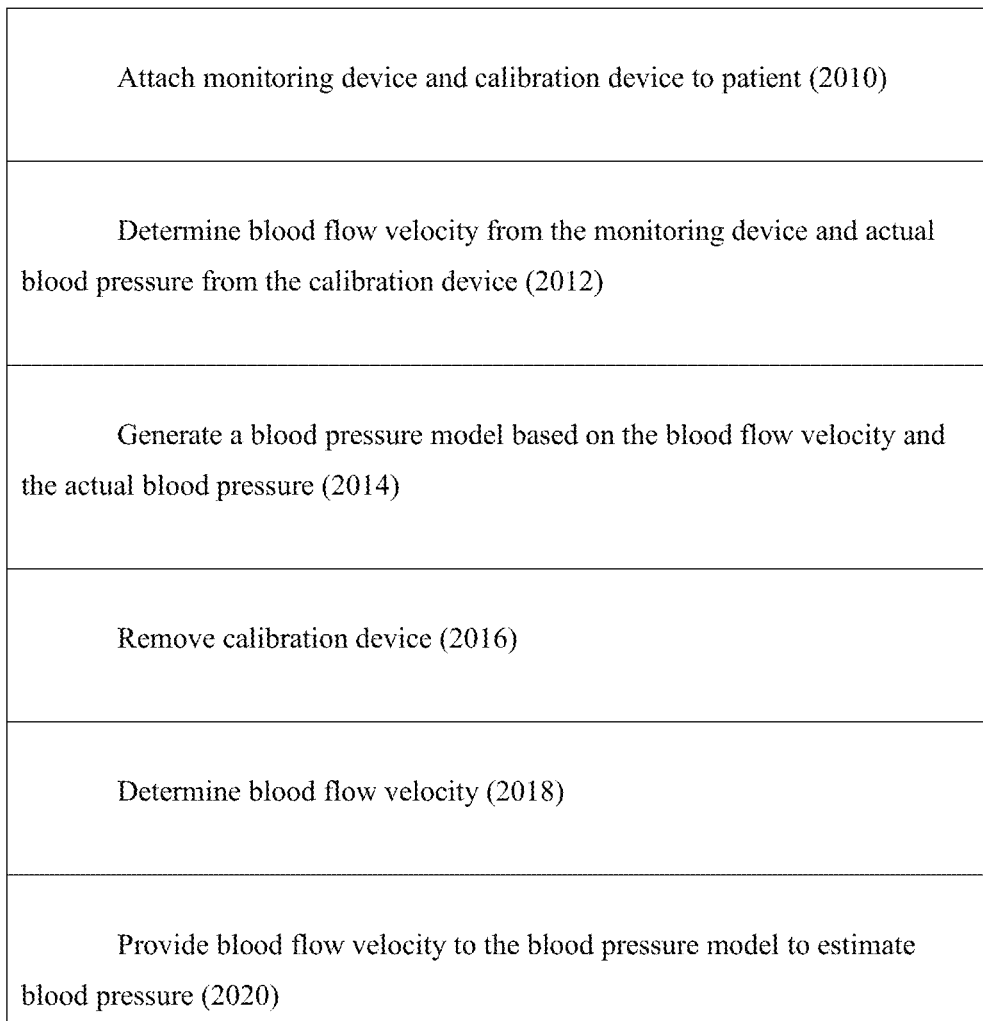 Attach monitoring device and calibration device to patient (2010)
Determine blood flow velocity from the monitoring device and actual
blood pressure from the calibration device (2012)
Generate a blood pressure model based on the blood flow velocity and
the actual blood pressure (2014)
Remove calibration device (2016)
Determine blood flow velocity (2018)
Provide blood flow velocity to the blood pressure model to estimate
blood pressure (2020)